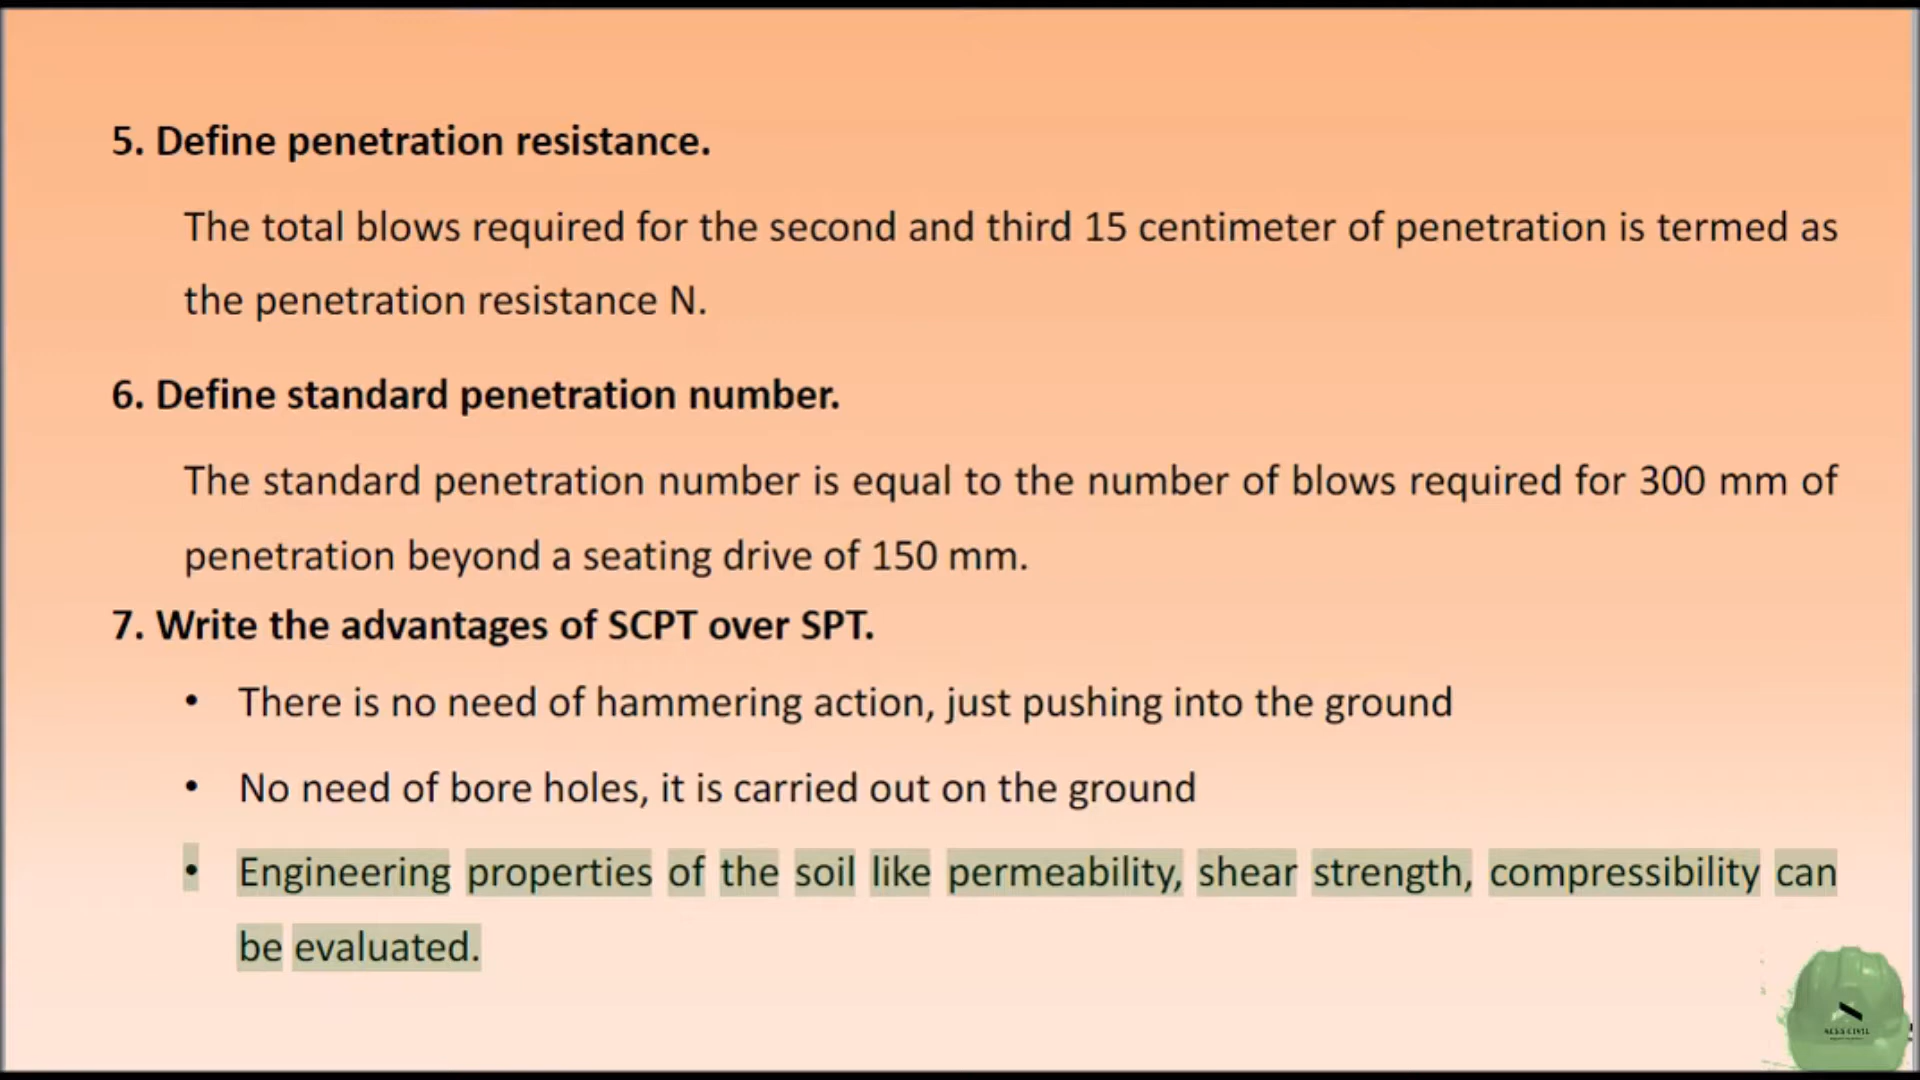 5. Define penetration resistance.
The total blows required for the second and third 15 centimeter of penetration is termed as
the penetration resistance N.
6. Define standard penetration number.
The standard penetration number is equal to the number of blows required for 300 mm of
penetration beyond a seating drive of 150 mm.
7. Write the advantages of SCPT over SPT.
• There is no need of hammering action, just pushing into the ground
• No need of bore holes, it is carried out on the ground
• Engineering properties of the soil like permeability, shear strength, compressibility can
be evaluated.